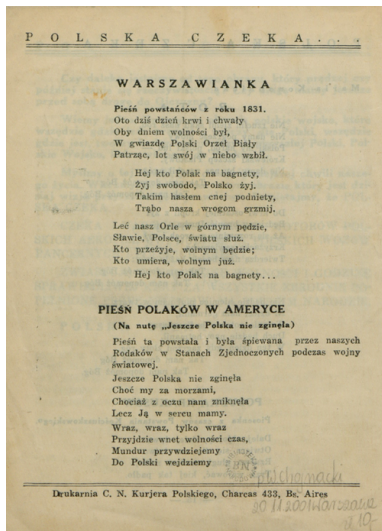 POLSKA CZEKA...
WARSZAWIANKA
Pieśń powstańców z roku 1831.
Oto dziś dzień krwi i chwały
Oby dniem wolności był,
W gwiazdę Polski Orzeł Biały
Patrząc, lot swój w niebo wzbił.
Hej kto Polak na bagnety,
Żyj swobodo, Polsko żyj.
Takim hasłem cnej podniety,
Trąbo nasza wrogom grzmij.
Leć nasz Orle w górnym pędzie,
Sławie, Polsce, światu służ.
Kto przeżyje, wolnym będzie;
Kto umiera, wolnym już.
Hej kto Polak na bagnety...
PIEŚŃ POLAKÓW W AMERYCE
(Na nutę „Jeszcze Polska nie zginęła)
Pieśń ta powstała i była śpiewana przez naszych
Rodaków w Stanach Zjednoczonych podczas wojny
światowej.
Jeszcze Polska nie zginęła
Choć my za morzami,
Chociaż z oczu nam zniknęła
Lecz Ją w sercu mamy.
Wraz, wraz, tylko wraz
Przyjdzie wnet wolności czas,
Mundur przywdziejemy
Do Polski wejdziemy
Drukarnia C. N. Kurjera Polskiego, Charcas 433, Bs. Aires